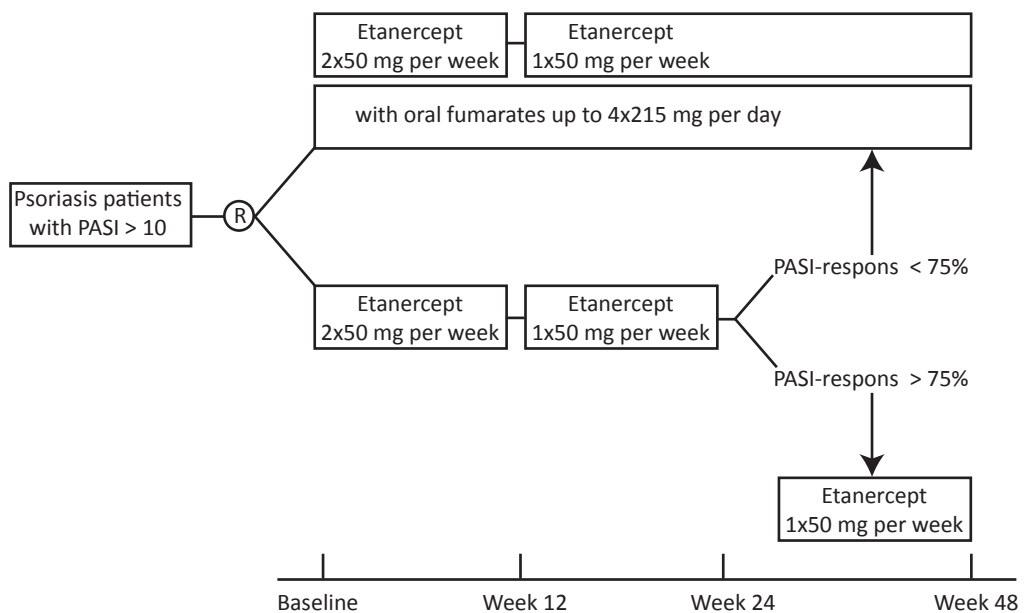 Etanercept
2x50 mg per week
Etanercept
1x50 mg per week
with oral fumarates up to 4x215 mg per day
Psoriasis patients
with PASI > 10
R
PASI-respons < 75%
Etanercept
2x50 mg per week
Etanercept
1x50 mg per week
PASI-respons > 75%
Etanercept
1x50 mg per week
Baseline
Week 12
Week 24
Week 48